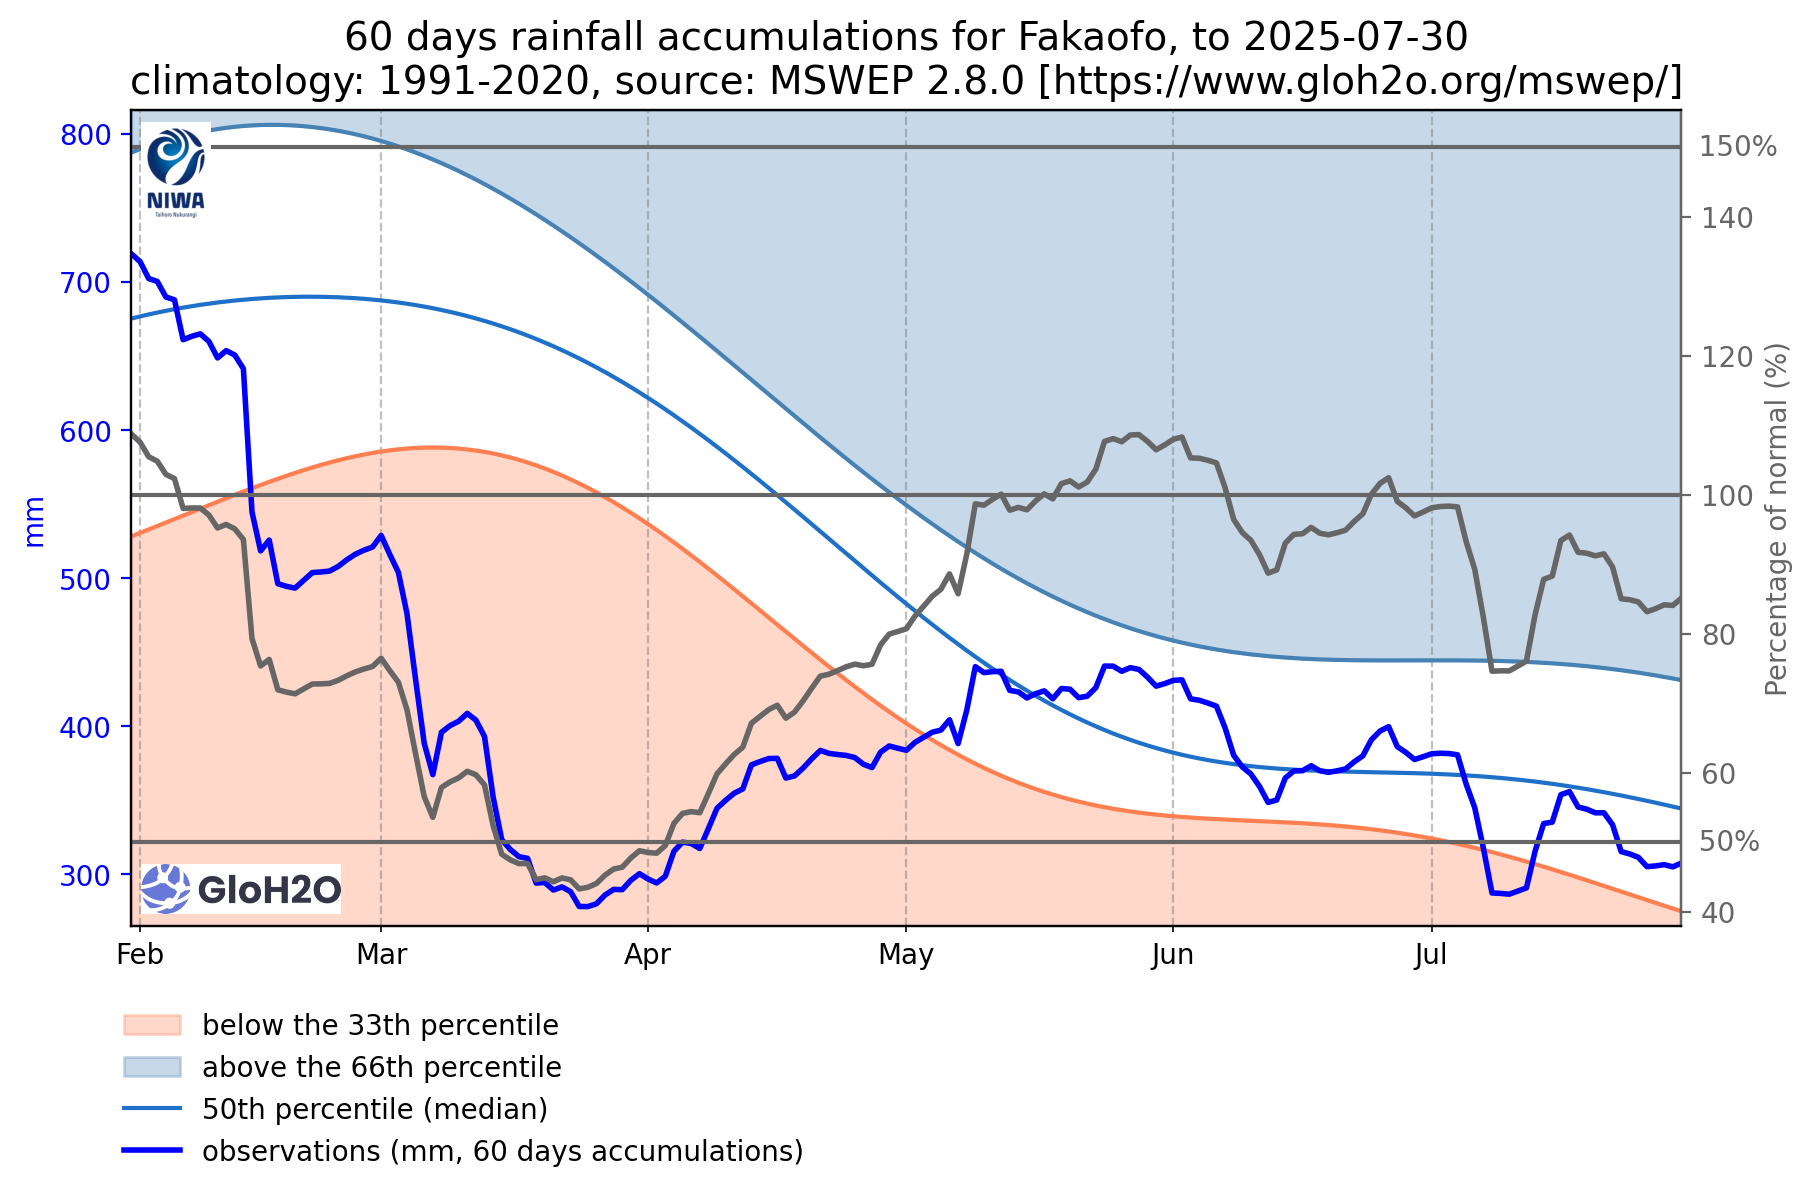 60 days rainfall accumulations for Fakaofo, to 2025-07-30
climatology: 1991-2020, source: MSWEP 2.8.0 [https://www.gloh2o.org/mswep/]
800
700
600
500
400
300
mm
150%
140
120
100
80
60
50%
40
Percentage of normal (%)
NIWA
Taihoro Nukurangi
GloH2O
Feb
Mar
Apr
May
Jun
Jul
below the 33th percentile
above the 66th percentile
50th percentile (median)
observations (mm, 60 days accumulations)